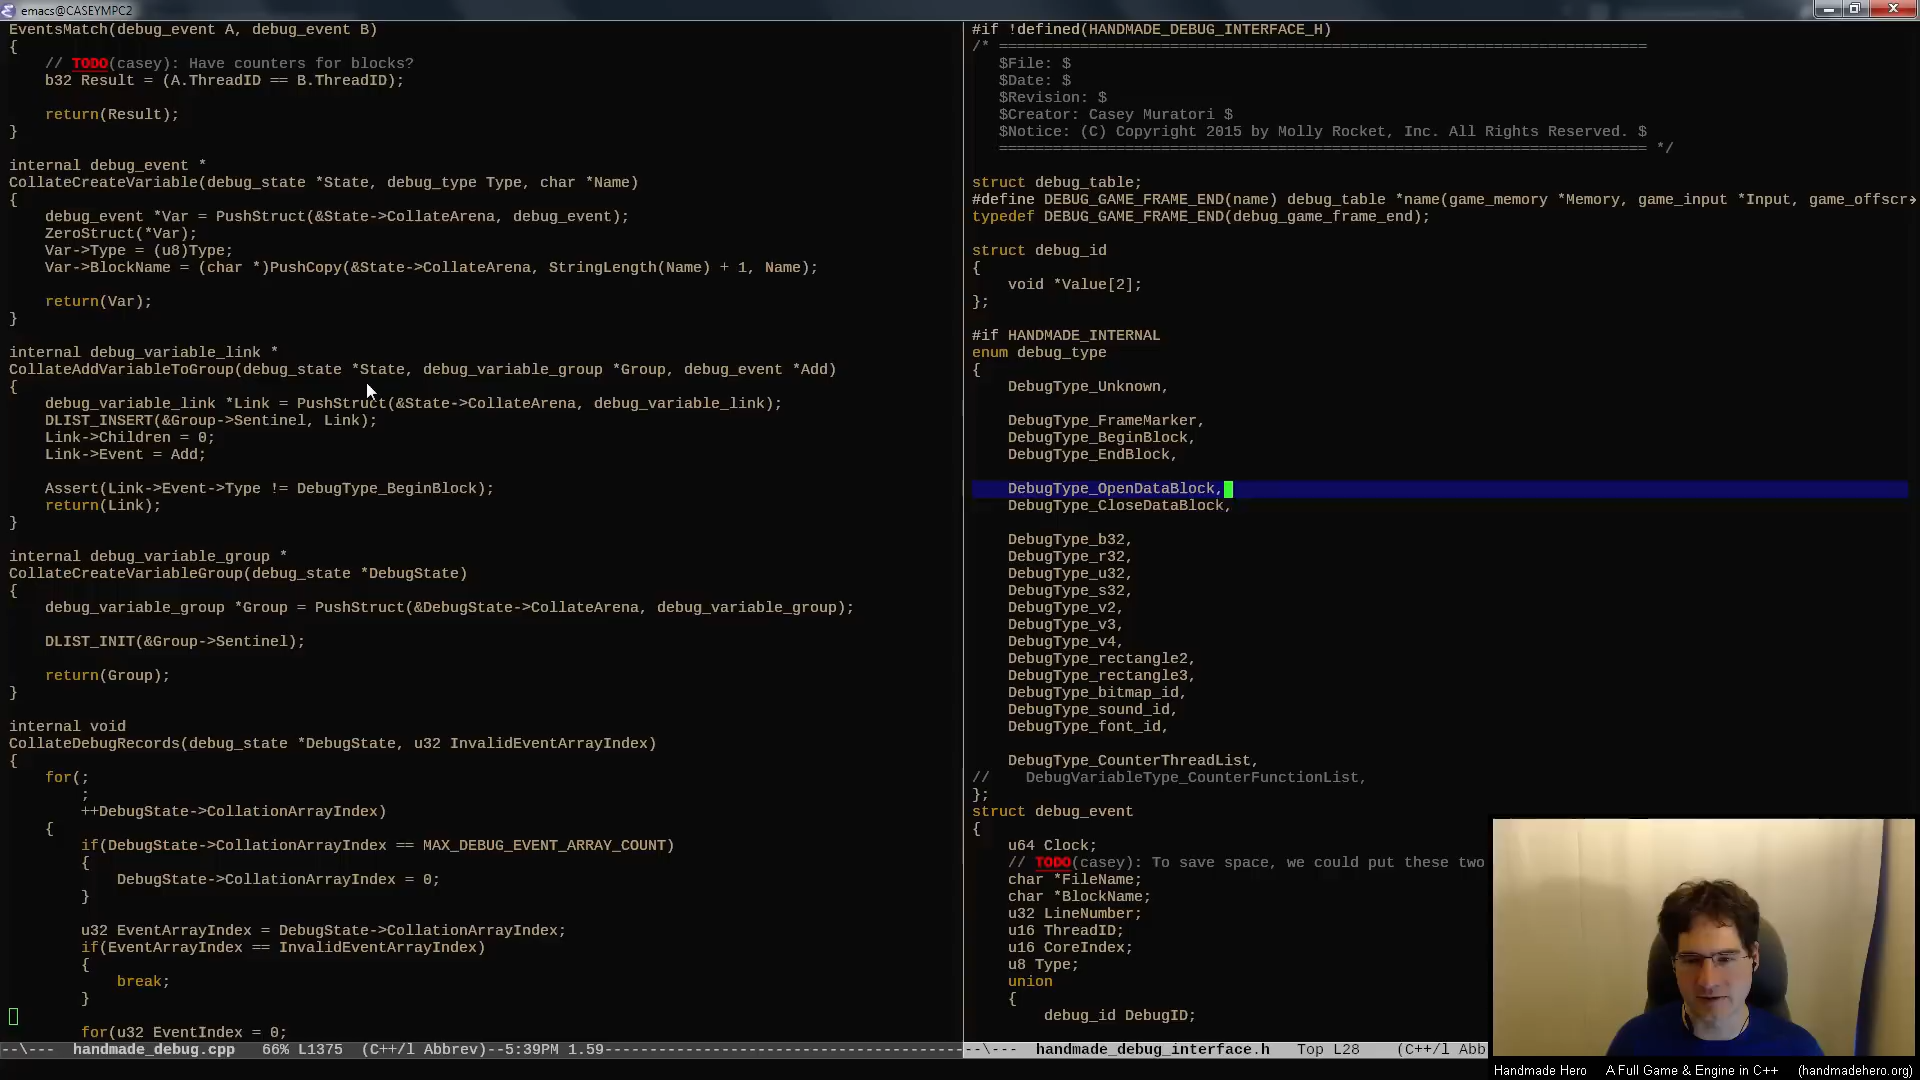 emacs@CASEYMPC2
EventsMatch(debug_event A, debug_event B)
{
// TODO(casey): Have counters for blocks?
b32 Result = (A.ThreadID == B.ThreadID);
return(Result);
}
internal debug_event *
CollateCreateVariable(debug_state *State, debug_type Type, char *Name)
{
debug_event *Var = PushStruct(&State->CollateArena, debug_event);
ZeroStruct(*Var);
Var->Type = (u8)Type;
Var->BlockName = (char *)PushCopy(&State->CollateArena, StringLength(Name) + 1, Name);
return(Var);
}
internal debug_variable_link *
CollateAddVariableToGroup(debug_state *State, debug_variable_group *Group, debug_event *Add)
{
debug_variable_link *Link = PushStruct(&State->CollateArena, debug_variable_link);
DLIST_INSERT(&Group->Sentinel, Link);
Link->Children = 0;
Link->Event = Add;
Assert(Link->Event->Type != DebugType_BeginBlock);
return(Link);
}
internal debug_variable_group *
CollateCreateVariableGroup(debug_state *DebugState)
{
debug_variable_group *Group = PushStruct(&DebugState->CollateArena, debug_variable_group);
DLIST_INIT(&Group->Sentinel);
return(Group);
}
internal void
CollateDebugRecords(debug_state *DebugState, u32 InvalidEventArrayIndex)
{
for(;
;
++DebugState->CollationArrayIndex)
{
if(DebugState->CollationArrayIndex == MAX_DEBUG_EVENT_ARRAY_COUNT)
{
DebugState->CollationArrayIndex = 0;
}
u32 EventArrayIndex = DebugState->CollationArrayIndex;
if(EventArrayIndex == InvalidEventArrayIndex)
{
break;
}
for(u32 EventIndex = 0;
--\--- handmade_debug.cpp 66% L1375 (C++/l Abbrev)--5:39PM 1.59----------------------------------------
#if !defined(HANDMADE_DEBUG_INTERFACE_H)
/* ========================================================================
$File: $
$Date: $
$Revision: $
$Creator: Casey Muratori $
$Notice: (C) Copyright 2015 by Molly Rocket, Inc. All Rights Reserved. $
======================================================================== */
struct debug_table;
#define DEBUG_GAME_FRAME_END(name) debug_table *name(game_memory *Memory, game_input *Input, game_offscr
typedef DEBUG_GAME_FRAME_END(debug_game_frame_end);
struct debug_id
{
void *Value[2];
};
#if HANDMADE_INTERNAL
enum debug_type
{
DebugType_Unknown,
DebugType_FrameMarker,
DebugType_BeginBlock,
DebugType_EndBlock,
DebugType_OpenDataBlock,
DebugType_CloseDataBlock,
DebugType_b32,
DebugType_r32,
DebugType_u32,
DebugType_s32,
DebugType_v2,
DebugType_v3,
DebugType_v4,
DebugType_rectangle2,
DebugType_rectangle3,
DebugType_bitmap_id,
DebugType_sound_id,
DebugType_font_id,
DebugType_CounterThreadList,
// DebugVariableType_CounterFunctionList,
};
struct debug_event
{
u64 Clock;
// TODO(casey): To save space, we could put these two
char *FileName;
char *BlockName;
u32 LineNumber;
u16 ThreadID;
u16 CoreIndex;
u8 Type;
union
{
debug_id DebugID;
--\--- handmade_debug_interface.h Top L28 (C++/l Abb
Handmade Hero A Full Game & Engine in C++ (handmadehero.org)